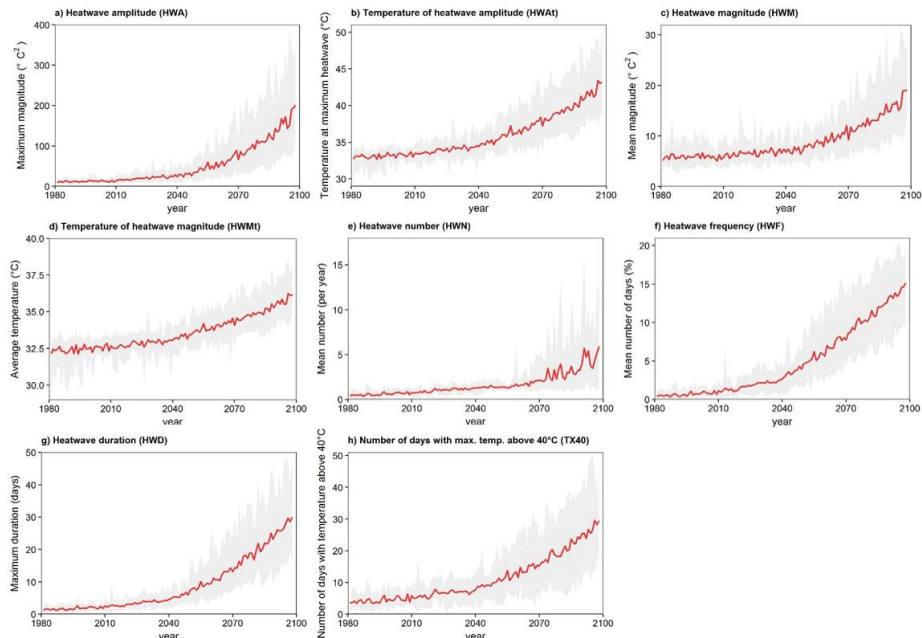 a) Heatwave amplitude (HWA)
Maximum magnitude (° C²)
400
300
200
100
0
1980 2010 2040 2070 2100
year
b) Temperature of heatwave amplitude (HWAt)
Temperature at maximum heatwave (°C)
50
45
40
35
30
1980 2010 2040 2070 2100
year
c) Heatwave magnitude (HWM)
Mean magnitude (° C²)
30
20
10
0
1980 2010 2040 2070 2100
year
d) Temperature of heatwave magnitude (HWMt)
Average temperature (°C)
40.0
37.5
35.0
32.5
30.0
1980 2010 2040 2070 2100
year
e) Heatwave number (HWN)
Mean number (per year)
15
10
5
0
1980 2010 2040 2070 2100
year
f) Heatwave frequency (HWF)
Mean number of days (%)
20
15
10
5
0
1980 2010 2040 2070 2100
year
g) Heatwave duration (HWD)
Maximum duration (days)
50
40
30
20
10
0
1980 2010 2040 2070 2100
year
h) Number of days with max. temp. above 40°C (TX40)
Number of days with temperature above 40°C
50
40
30
20
10
0
1980 2010 2040 2070 2100
year